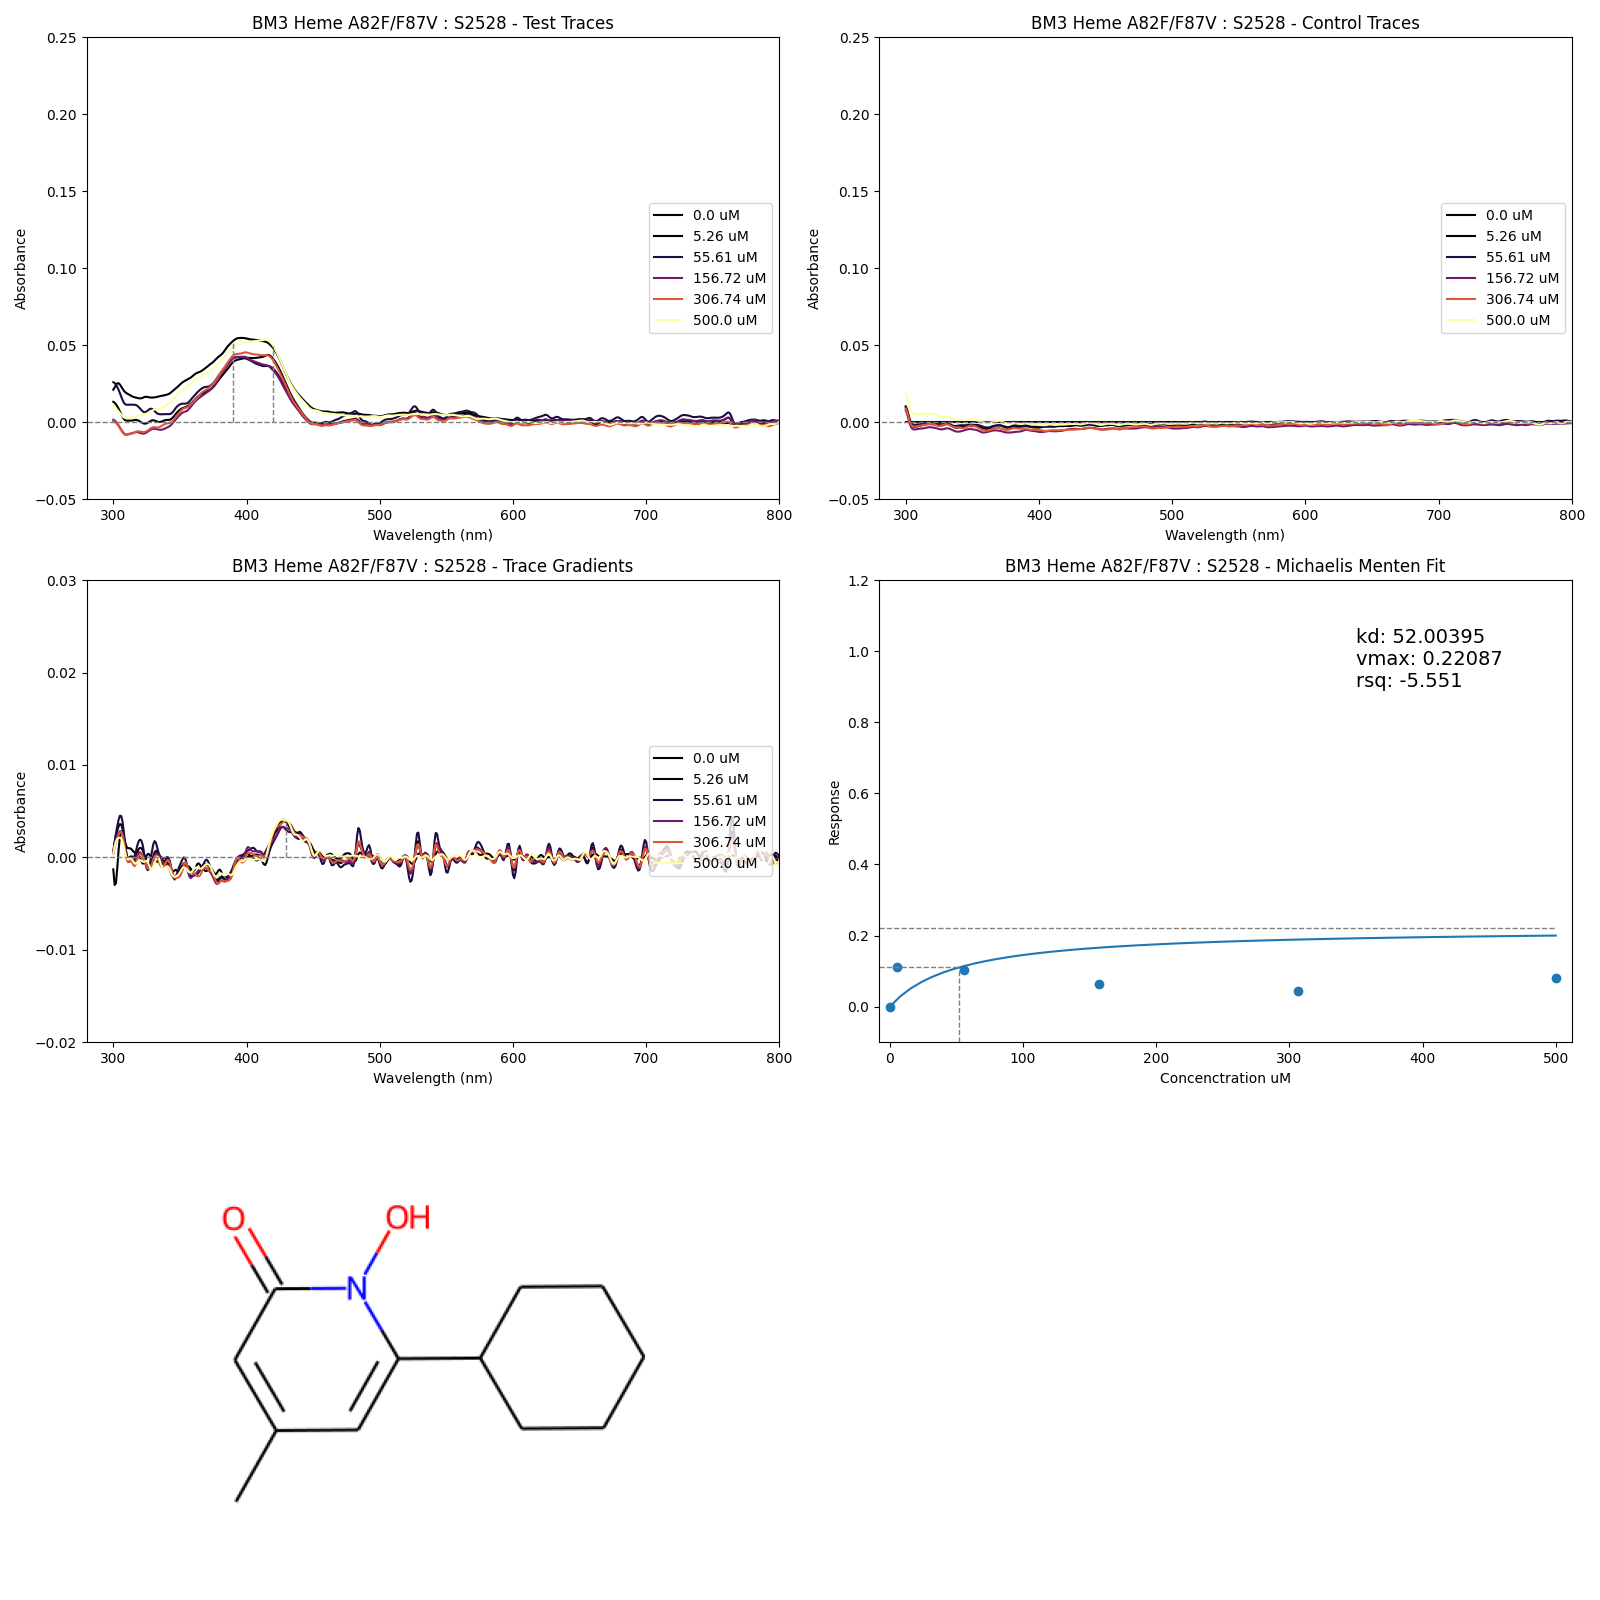 BM3 Heme A82F/F87V : S2528 - Test Traces
0.25
0.20
0.15
0.10
0.05
0.00
−0.05
Absorbance
300 400 500 600 700 800
Wavelength (nm)
0.0 uM
5.26 uM
55.61 uM
156.72 uM
306.74 uM
500.0 uM
BM3 Heme A82F/F87V : S2528 - Control Traces
0.25
0.20
0.15
0.10
0.05
0.00
−0.05
Absorbance
300 400 500 600 700 800
Wavelength (nm)
0.0 uM
5.26 uM
55.61 uM
156.72 uM
306.74 uM
500.0 uM
BM3 Heme A82F/F87V : S2528 - Trace Gradients
0.03
0.02
0.01
0.00
−0.01
−0.02
Absorbance
300 400 500 600 700 800
Wavelength (nm)
0.0 uM
5.26 uM
55.61 uM
156.72 uM
306.74 uM
500.0 uM
BM3 Heme A82F/F87V : S2528 - Michaelis Menten Fit
1.2
1.0
0.8
0.6
0.4
0.2
0.0
Response
0 100 200 300 400 500
Concenctration uM
kd: 52.00395
vmax: 0.22087
rsq: -5.551
O
OH
N